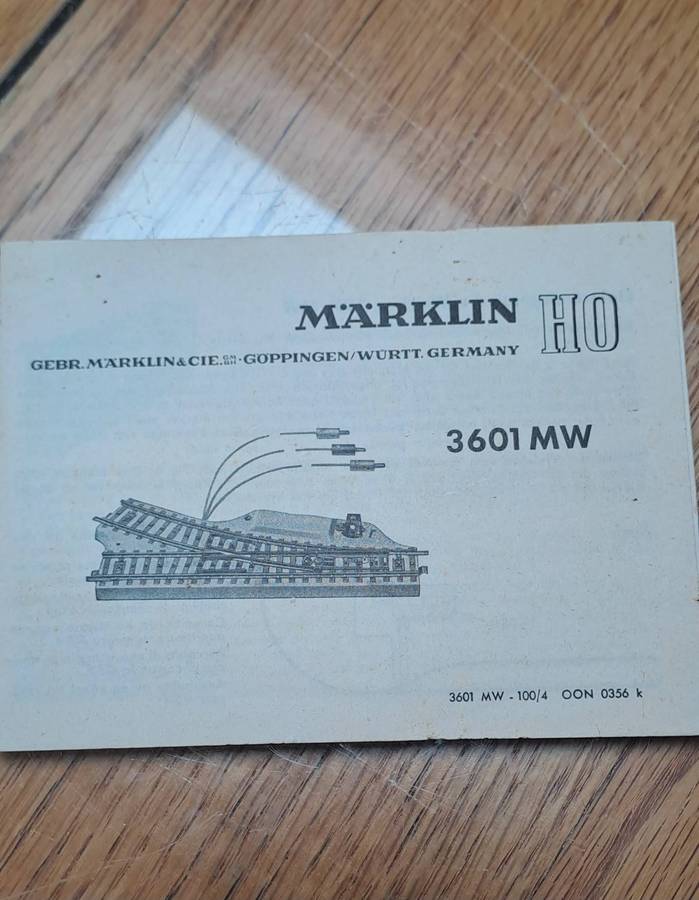 MÄRKLIN HO
GEBR. MÄRKLIN & CIE. GMBH · GÖPPINGEN/WÜRTT. GERMANY
3601 MW
3601 MW - 100/4 OON 0356 k